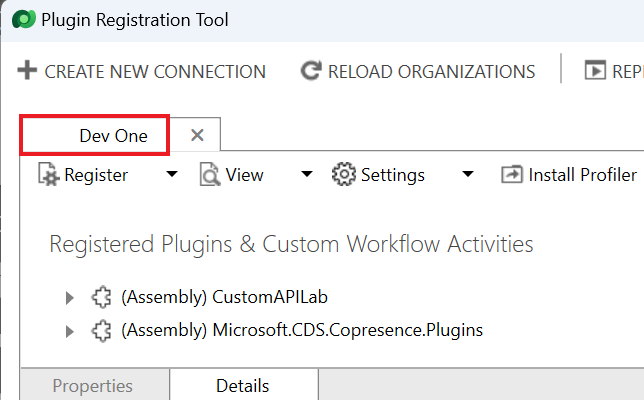 Plugin Registration Tool
CREATE NEW CONNECTION RELOAD ORGANIZATIONS REP
Dev One
Register View Settings Install Profiler
Registered Plugins & Custom Workflow Activities
(Assembly) CustomAPILab
(Assembly) Microsoft.CDS.Copresence.Plugins
Properties Details